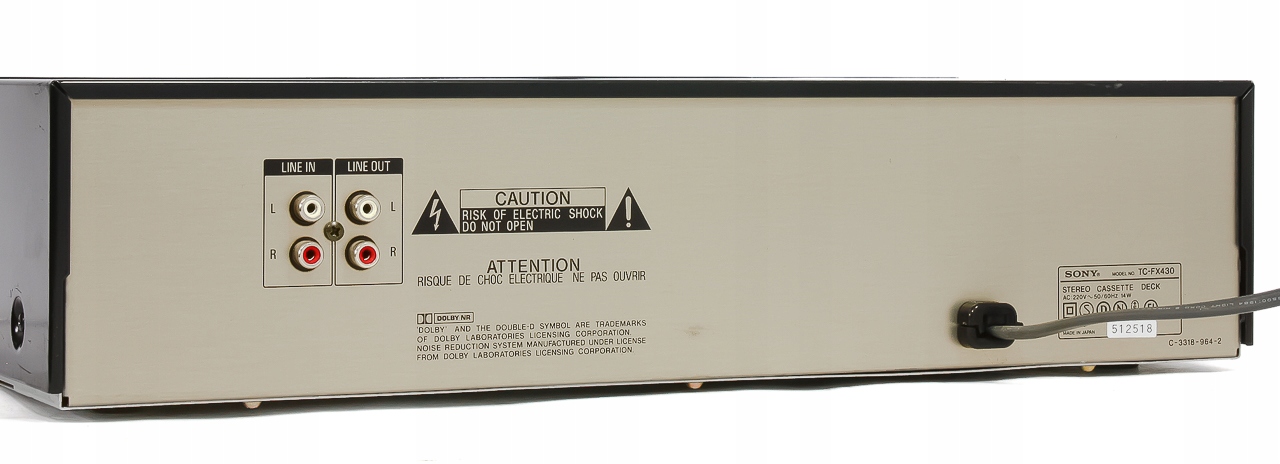 LINE IN
LINE OUT
L
L
R
R
CAUTION
RISK OF ELECTRIC SHOCK
DO NOT OPEN
ATTENTION
RISQUE DE CHOC ELECTRIQUE NE PAS OUVRIR
DOLBY NR
'DOLBY' AND THE DOUBLE-D SYMBOL ARE TRADEMARKS
OF DOLBY LABORATORIES LICENSING CORPORATION.
NOISE REDUCTION SYSTEM MANUFACTURED UNDER LICENSE
FROM DOLBY LABORATORIES LICENSING CORPORATION.
SONY® MODEL NO. TC-FX430
STEREO CASSETTE DECK
AC 220V~50/60Hz 14W
S D N
MADE IN JAPAN
512518
C-3318-964-2